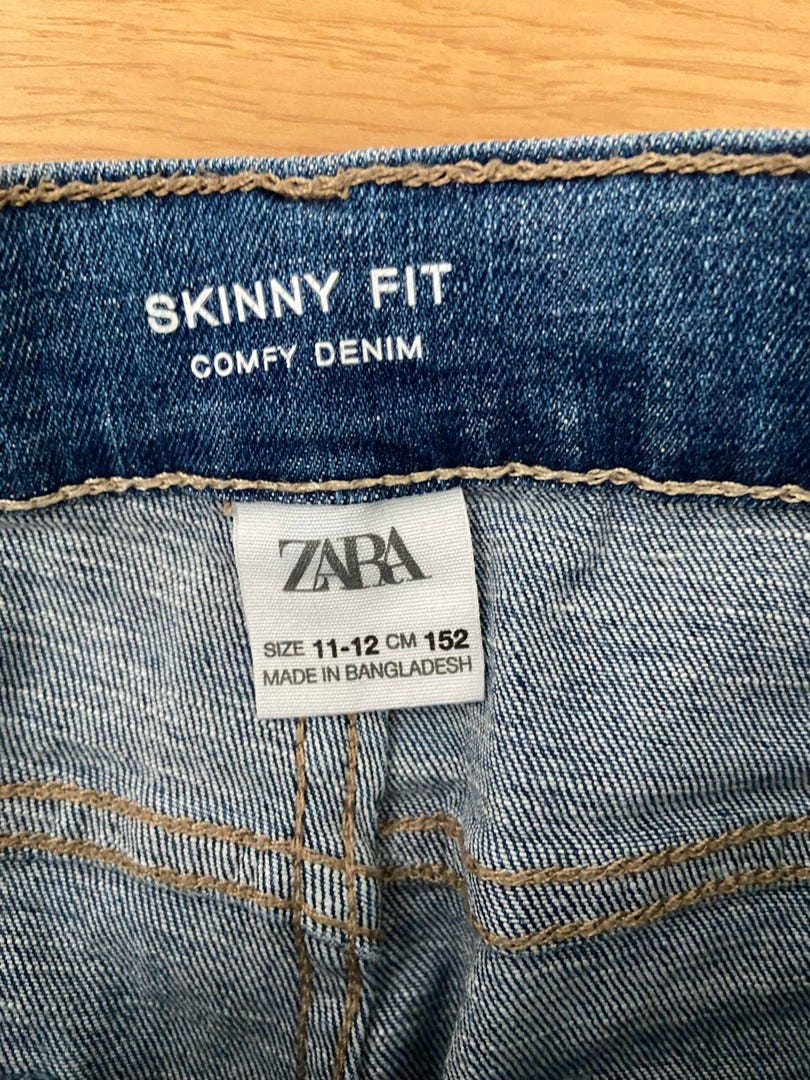 SKINNY FIT
COMFY DENIM
ZARA
SIZE 11-12 CM 152
MADE IN BANGLADESH